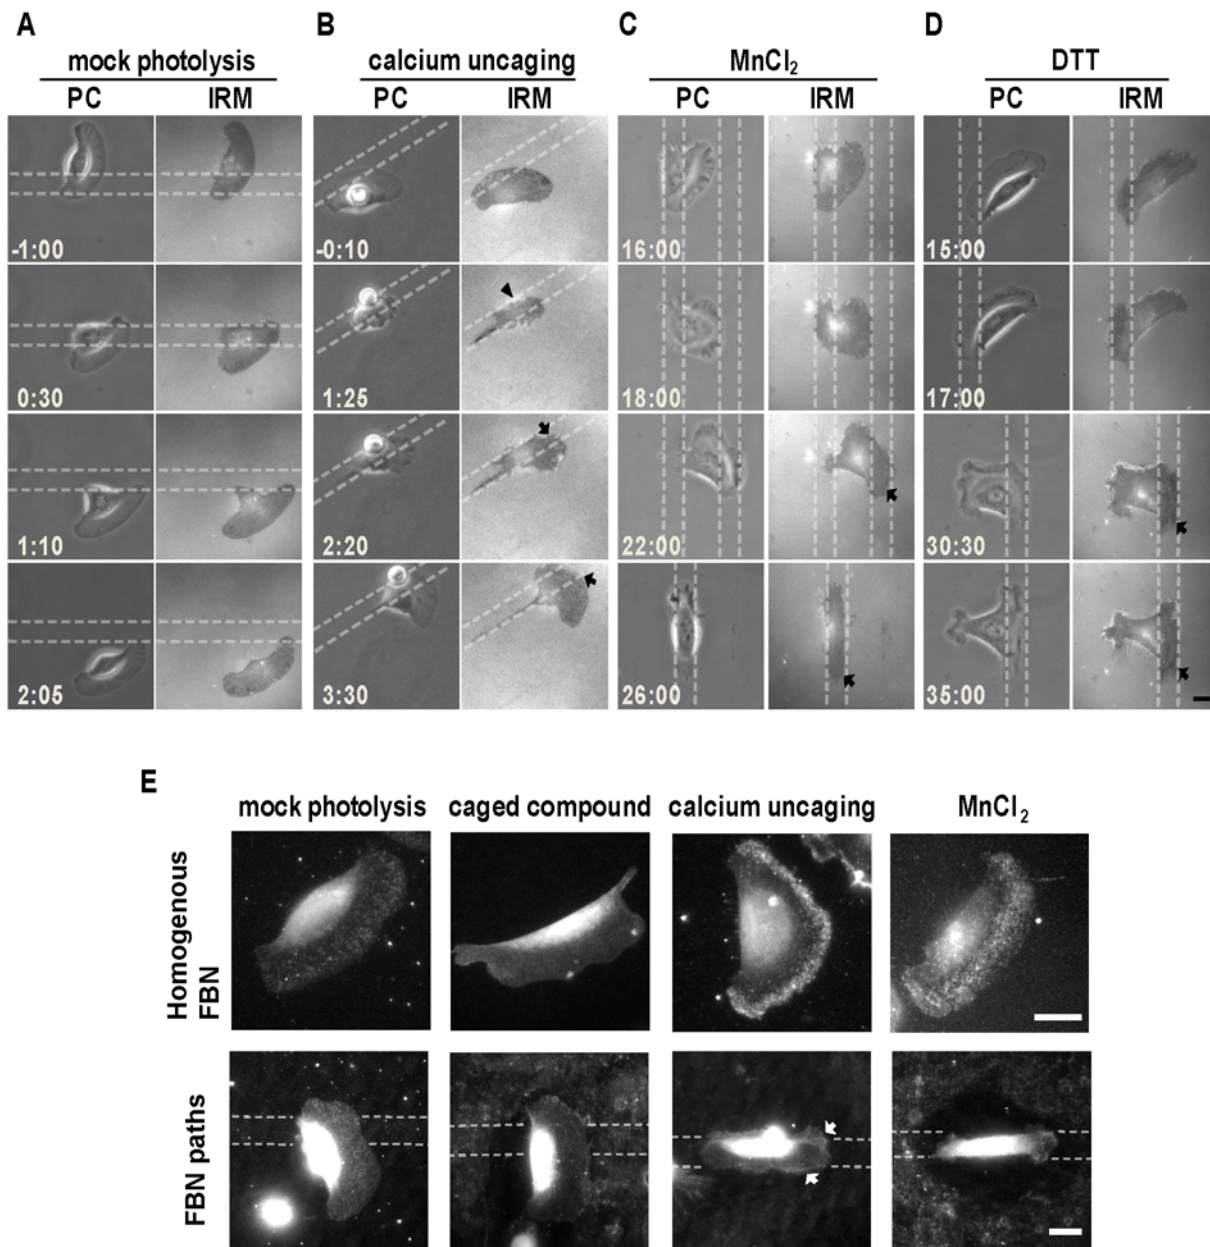 A
B
C
D
mock photolysis
calcium uncaging
MnCl₂
DTT
PC
IRM
PC
IRM
PC
IRM
PC
IRM
-1:00
-0:10
16:00
15:00
0:30
1:25
18:00
17:00
1:10
2:20
22:00
30:30
2:05
3:30
26:00
35:00
E
mock photolysis
caged compound
calcium uncaging
MnCl₂
Homogenous
FBN
FBN paths